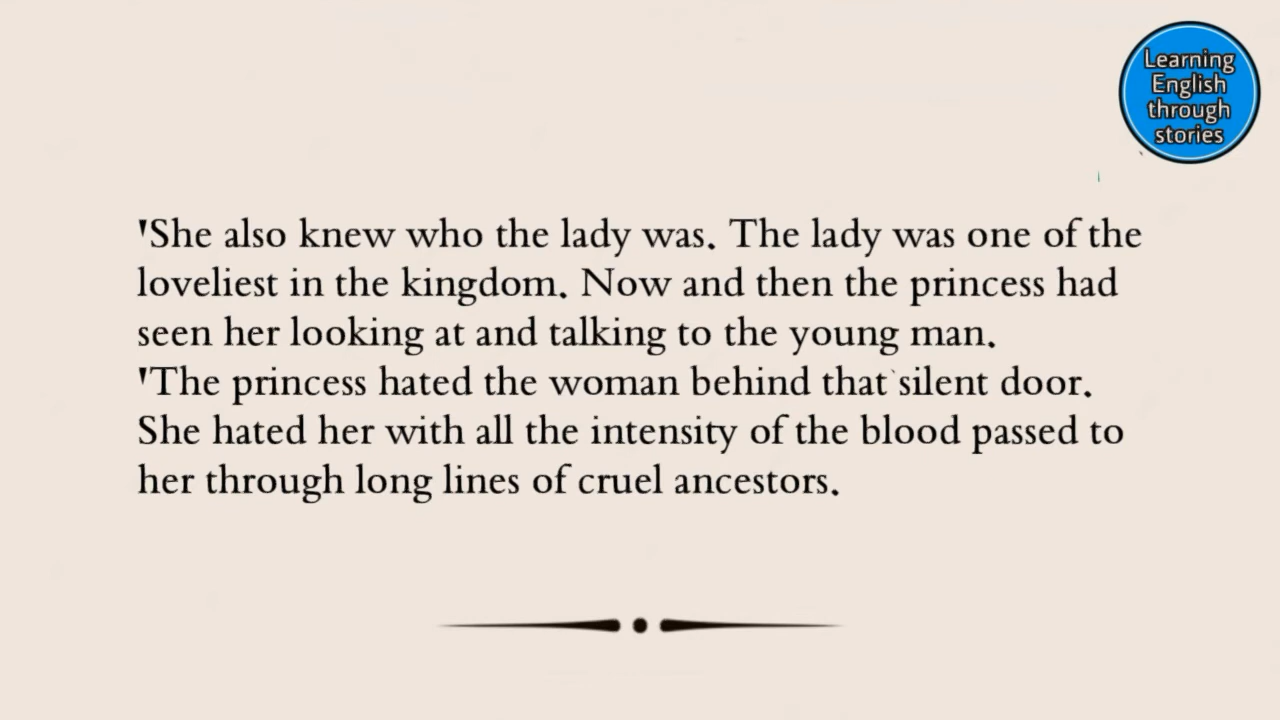 Learning
English
through
stories
'She also knew who the lady was. The lady was one of the
loveliest in the kingdom. Now and then the princess had
seen her looking at and talking to the young man.
'The princess hated the woman behind that silent door.
She hated her with all the intensity of the blood passed to
her through long lines of cruel ancestors.